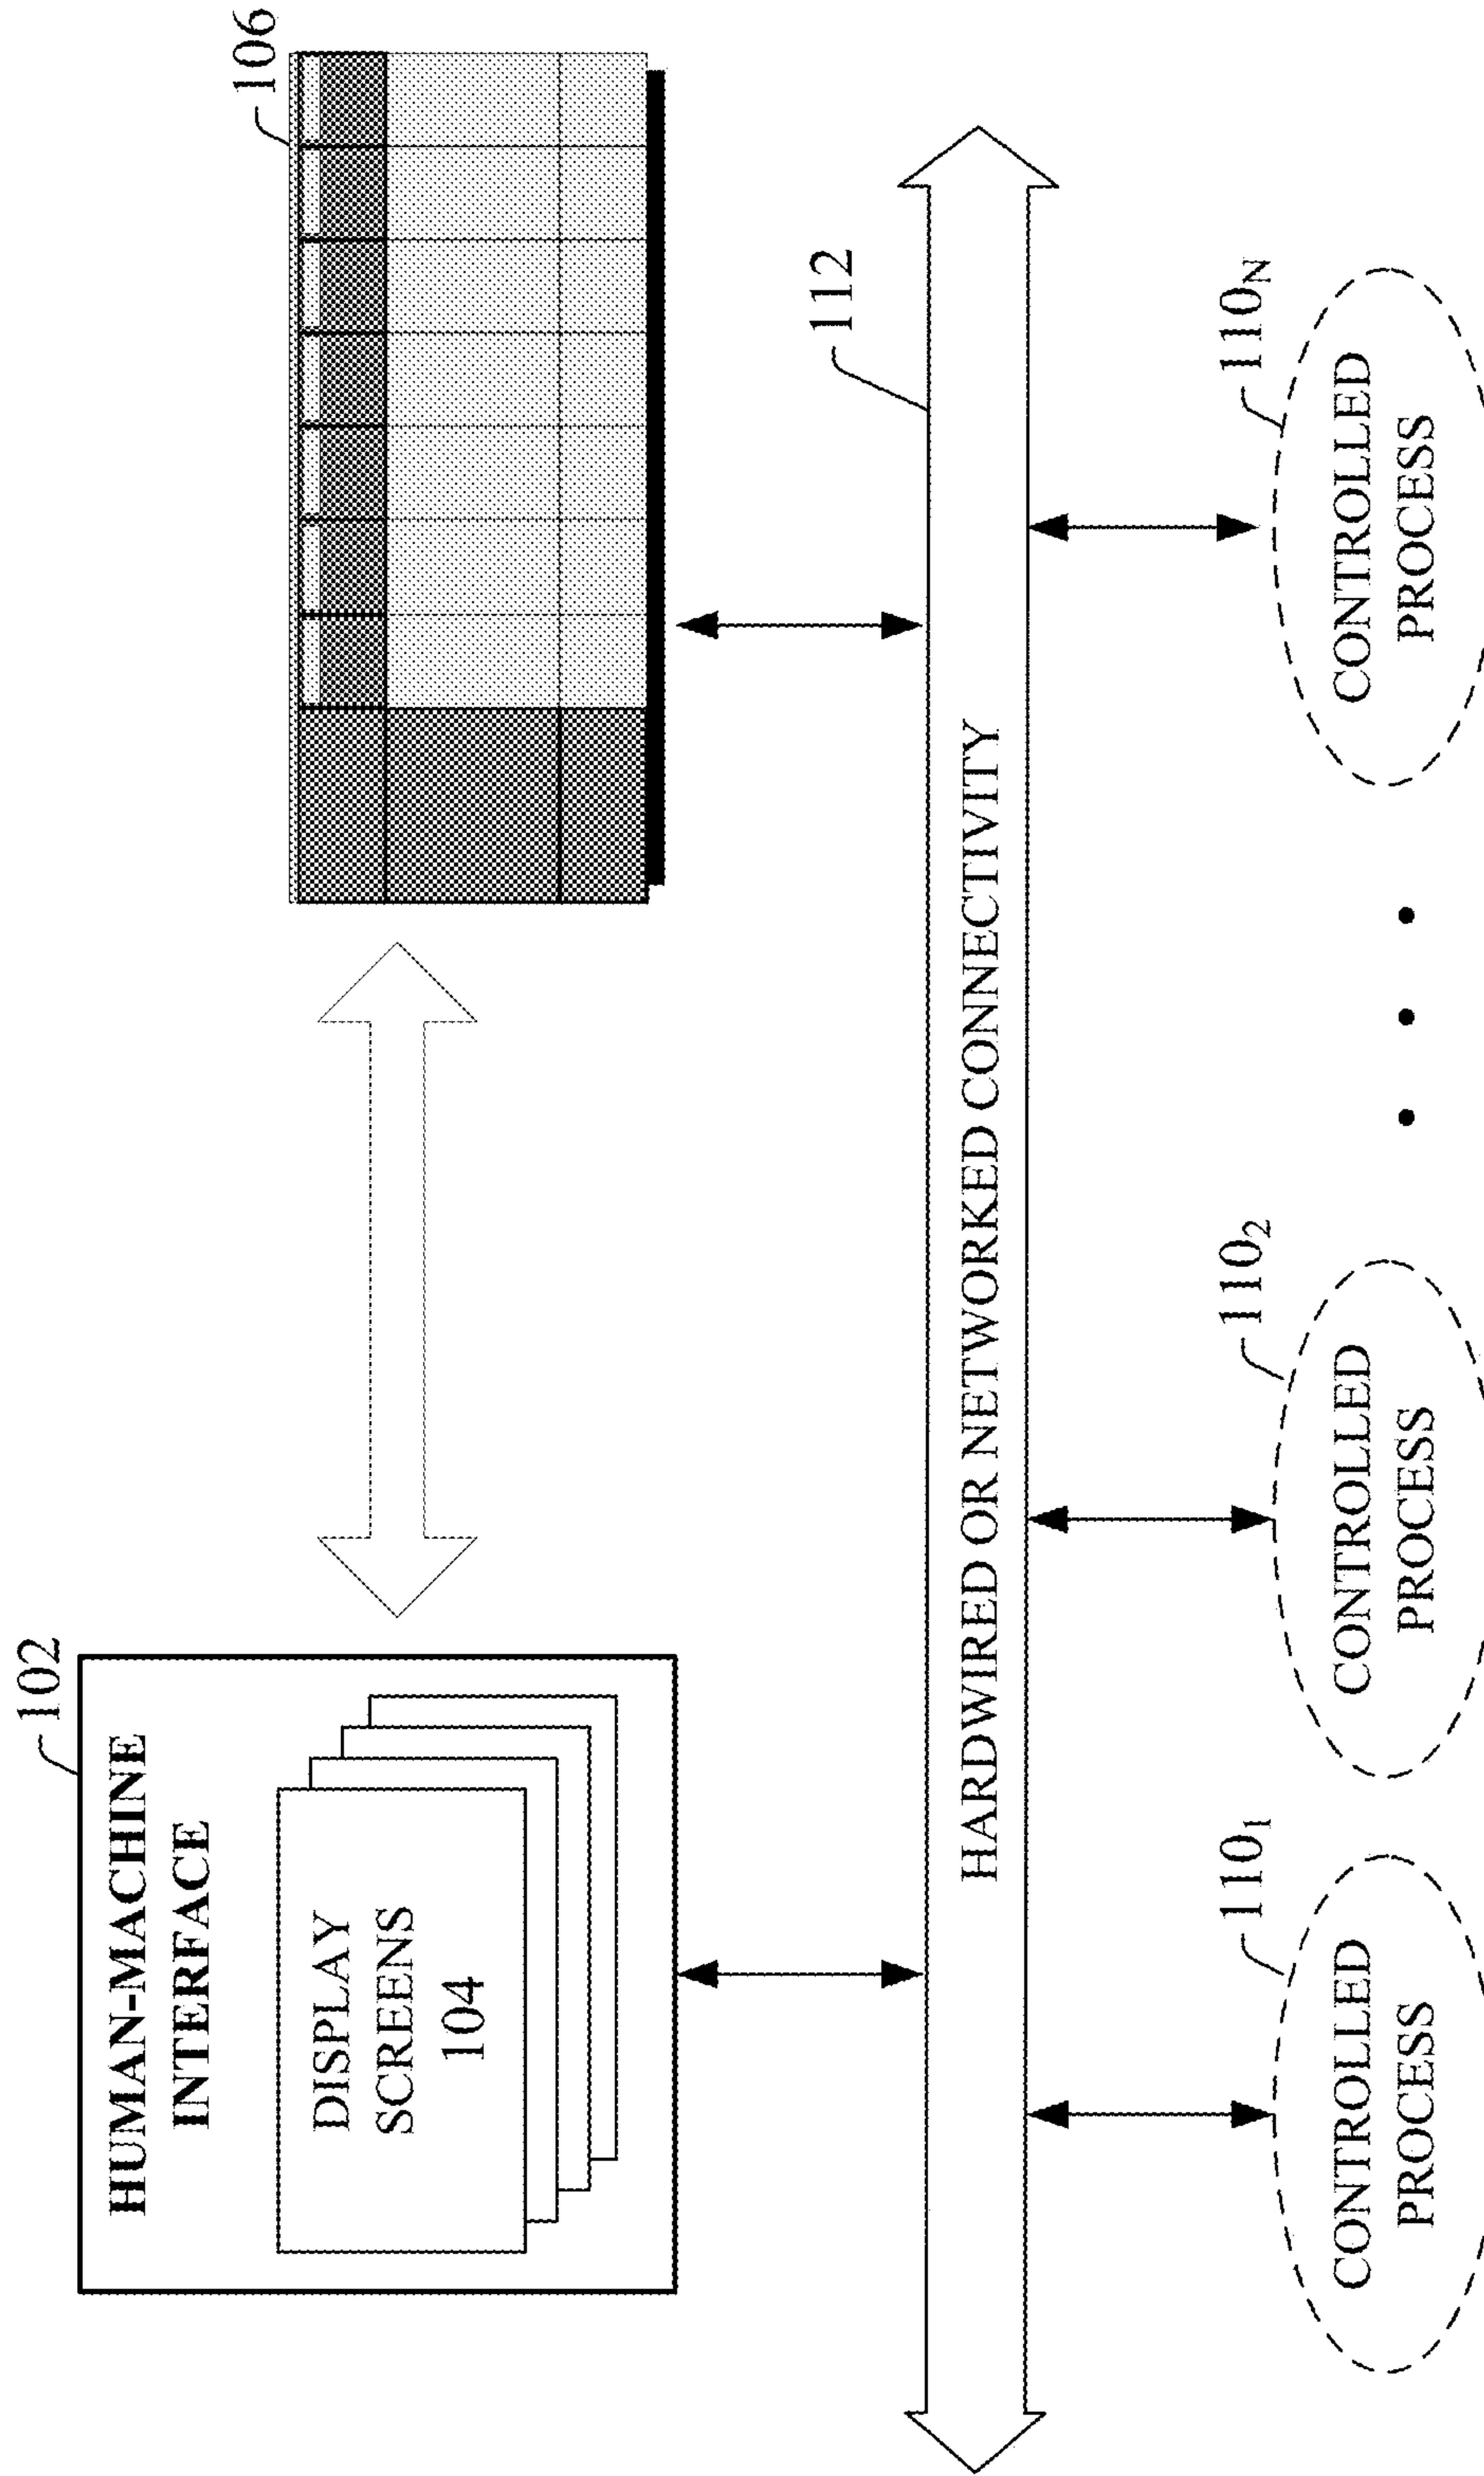 102
HUMAN-MACHINE
INTERFACE
DISPLAY
SCREENS
104
106
112
HARDWIRED OR NETWORKED CONNECTIVITY
110₁
CONTROLLED
PROCESS
110₂
CONTROLLED
PROCESS
110_N
CONTROLLED
PROCESS